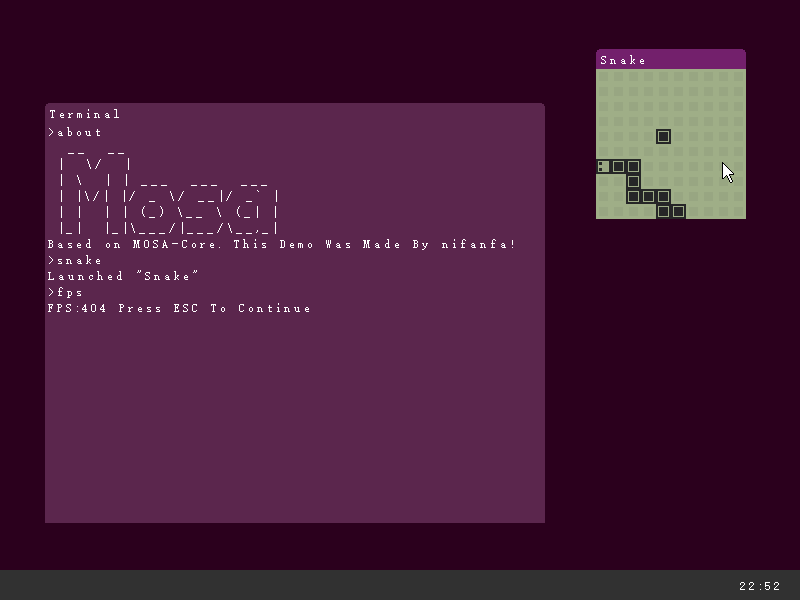 Snake
Terminal
>about
Mosa
Based on MOSA-Core. This Demo Was Made By nifanfa!
>snake
Launched "Snake"
>fps
FPS:404 Press ESC To Continue
22:52